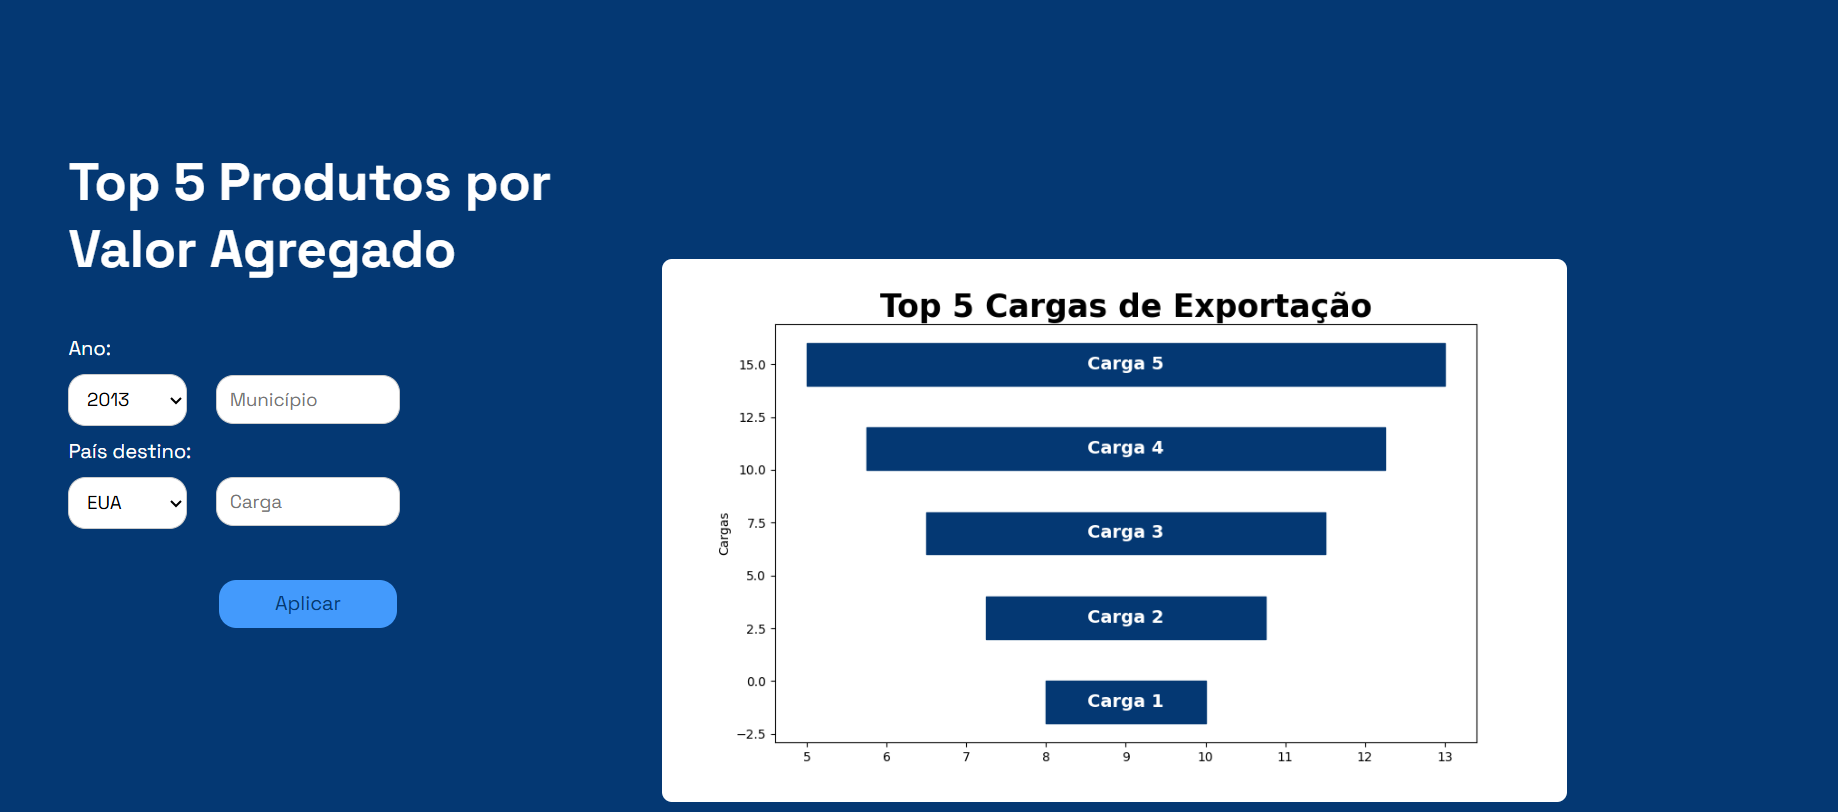 Top 5 Produtos por
Valor Agregado
Ano:
2013
Município
País destino:
EUA
Carga
Aplicar
Top 5 Cargas de Exportação
Cargas
15.0
12.5
10.0
7.5
5.0
2.5
0.0
−2.5
Carga 5
Carga 4
Carga 3
Carga 2
Carga 1
5 6 7 8 9 10 11 12 13